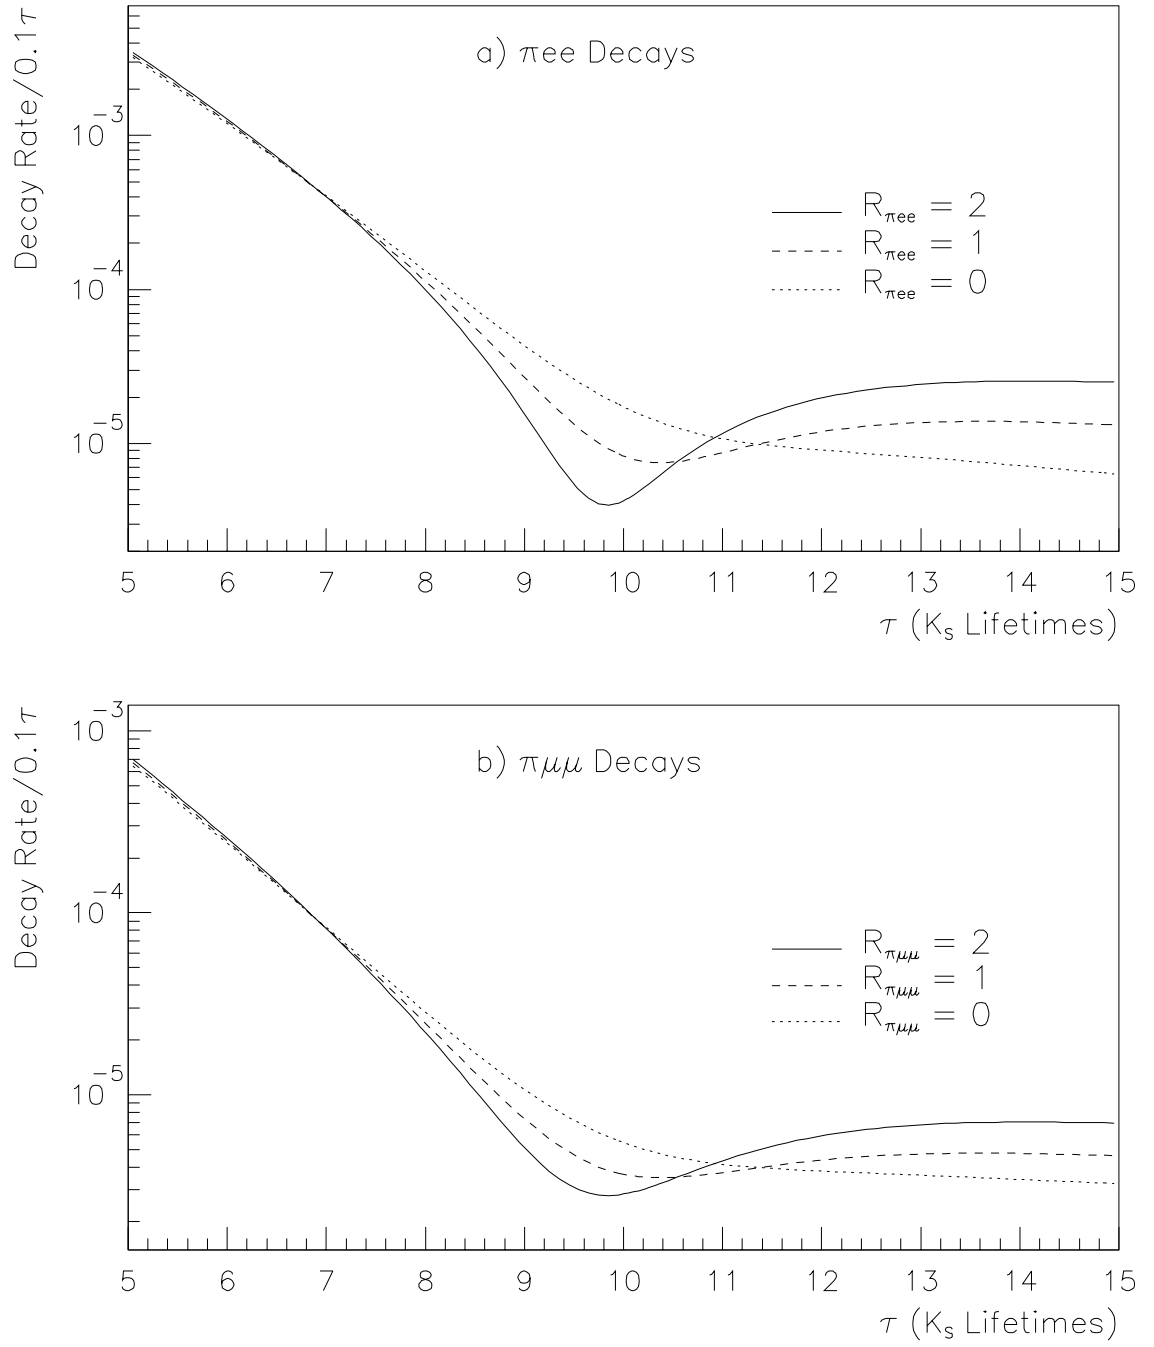 Decay Rate/0.1τ
a) πee Decays
10⁻³
10⁻⁴
10⁻⁵
R_πee = 2
R_πee = 1
R_πee = 0
5 6 7 8 9 10 11 12 13 14 15
τ (K_S Lifetimes)
Decay Rate/0.1τ
b) πμμ Decays
10⁻³
10⁻⁴
10⁻⁵
R_πμμ = 2
R_πμμ = 1
R_πμμ = 0
5 6 7 8 9 10 11 12 13 14 15
τ (K_S Lifetimes)